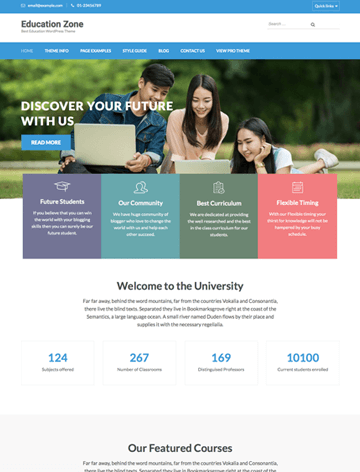 email@example.com 01-23456789 Quick links
Education Zone
Best Education WordPress Theme
search...
HOME THEME INFO PAGE EXAMPLES STYLE GUIDE BLOG CONTACT US VIEW PRO THEME
DISCOVER YOUR FUTURE
WITH US
READ MORE
Future Students
If you believe that you can win
the world with your blogging
skills then you can surely be our
future student.
Our Community
We have huge community of
blogger who love to change the
world with us and help each
other succeed.
Best Curriculum
We are dedicated at providing
the well researched and the best
in the class curriculum for our
students.
Flexible Timing
With our Flexible timing your
thirst for knowledge will not be
hampered by your busy
schedule.
Welcome to the University
Far far away, behind the word mountains, far from the countries Vokalia and Consonantia,
there live the blind texts. Separated they live in Bookmarksgrove right at the coast of the
Semantics, a large language ocean. A small river named Duden flows by their place and
supplies it with the necessary regelialia.
124
Subjects offered
267
Number of Classrooms
169
Distinguised Professors
10100
Current students enrolled
Our Featured Courses
Far far away, behind the word mountains, far from the countries Vokalia and Consonantia,
there live the blind texts. Separated they live in Bookmarksgrove right at the coast of the